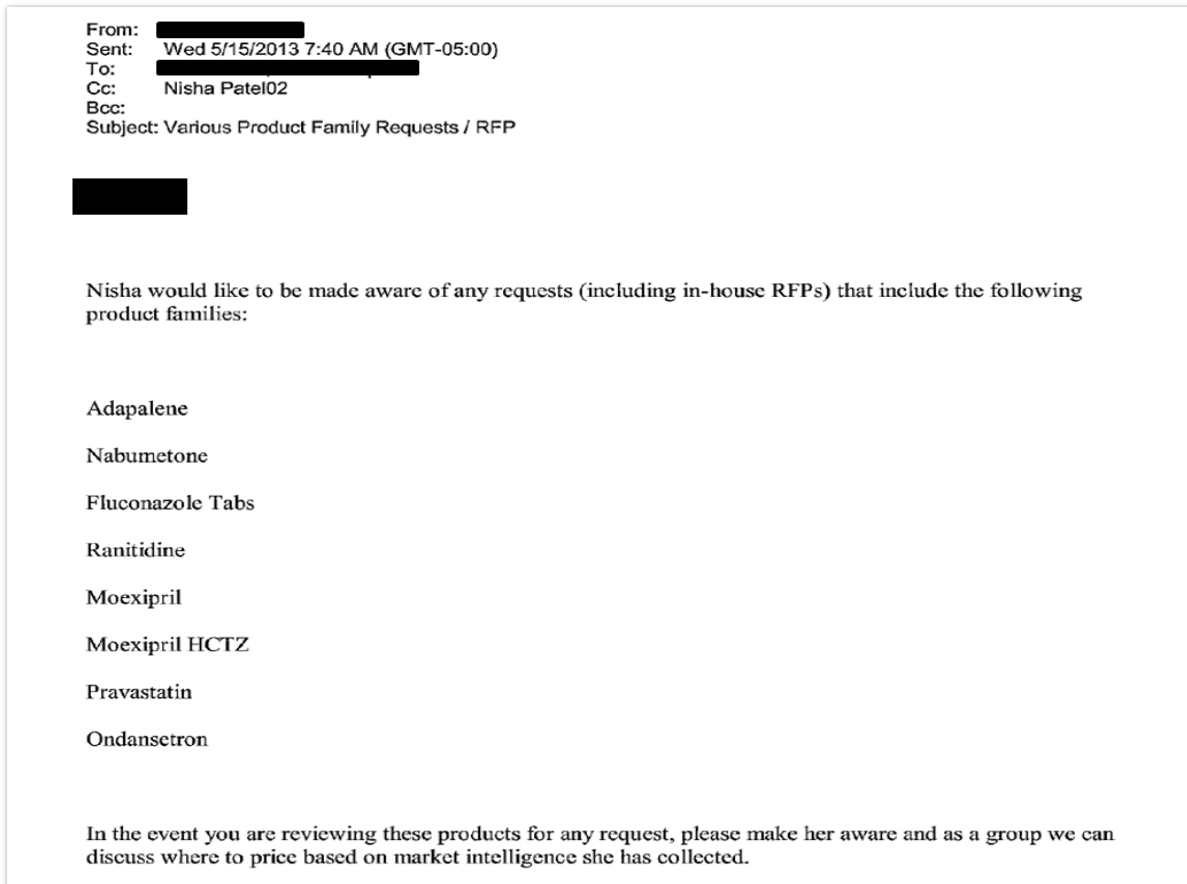 From:
Sent: Wed 5/15/2013 7:40 AM (GMT-05:00)
To:
Cc: Nisha Patel02
Bcc:
Subject: Various Product Family Requests / RFP
Nisha would like to be made aware of any requests (including in-house RFPs) that include the following
product families:
Adapalene
Nabumetone
Fluconazole Tabs
Ranitidine
Moexipril
Moexipril HCTZ
Pravastatin
Ondansetron
In the event you are reviewing these products for any request, please make her aware and as a group we can
discuss where to price based on market intelligence she has collected.